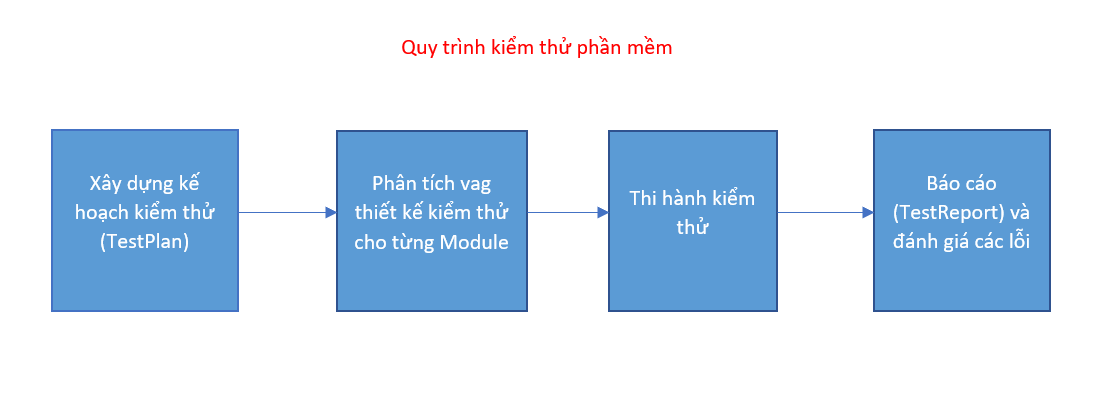 Quy trình kiểm thử phần mềm
Xây dựng kế
hoạch kiểm thử
(TestPlan)
Phân tích vag
thiết kế kiểm thử
cho từng Module
Thi hành kiểm
thử
Báo cáo
(TestReport) và
đánh giá các lỗi